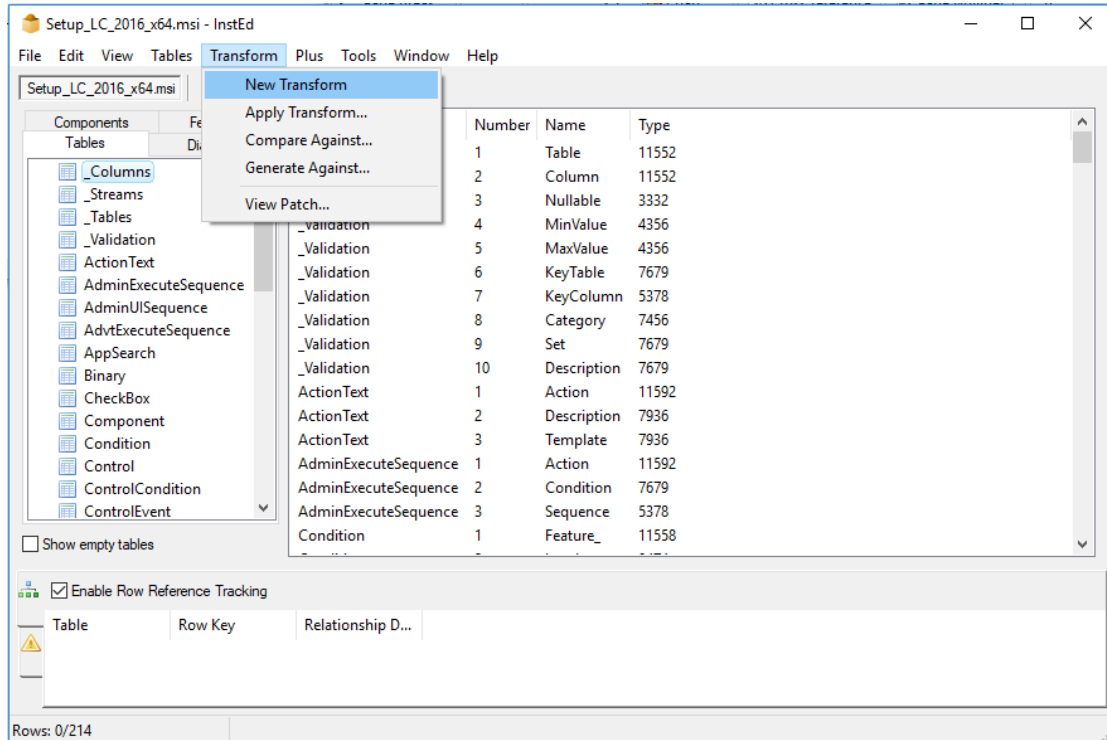 Setup_LC_2016_x64.msi - InstEd
File Edit View Tables Transform Plus Tools Window Help
Setup_LC_2016_x64.msi
New Transform
Apply Transform...
Compare Against...
Generate Against...
View Patch...
Components Fe
Tables Di
_Columns
_Streams
_Tables
_Validation
ActionText
AdminExecuteSequence
AdminUISequence
AdvtExecuteSequence
AppSearch
Binary
CheckBox
Component
Condition
Control
ControlCondition
ControlEvent
Show empty tables
Number Name Type
1 Table 11552
2 Column 11552
3 Nullable 3332
_Validation 4 MinValue 4356
_Validation 5 MaxValue 4356
_Validation 6 KeyTable 7679
_Validation 7 KeyColumn 5378
_Validation 8 Category 7456
_Validation 9 Set 7679
_Validation 10 Description 7679
ActionText 1 Action 11592
ActionText 2 Description 7936
ActionText 3 Template 7936
AdminExecuteSequence 1 Action 11592
AdminExecuteSequence 2 Condition 7679
AdminExecuteSequence 3 Sequence 5378
Condition 1 Feature_ 11558
Enable Row Reference Tracking
Table Row Key Relationship D...
Rows: 0/214